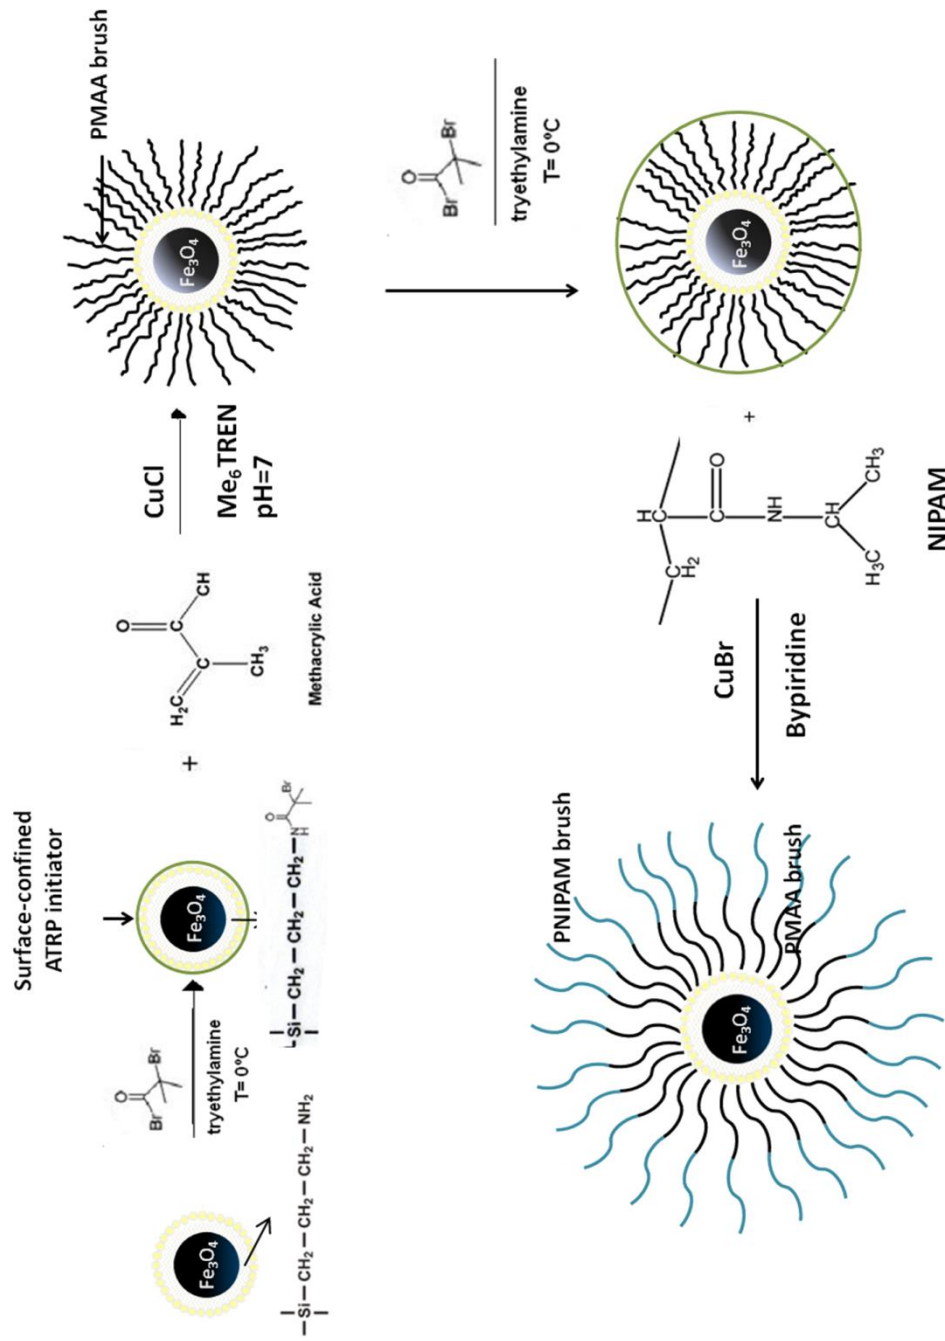 Fe3O4
–Si–CH2–CH2–CH2–NH2
O
Br
Br
tryethylamine
T= 0ºC
Surface-confined
ATRP initiator
Fe3O4
-Si–CH2–CH2–CH2–CH2–N
H
O
Br
+
O
H2C
C
C
CH
CH3
Methacrylic Acid
CuCl
Me6TREN
pH=7
PMAA brush
Fe3O4
O
Br
Br
tryethylamine
T= 0ºC
Fe3O4
+
HC
CH2
C
O
NH
CH
H3C
CH3
NIPAM
CuBr
Bypiridine
PNIPAM brush
PMAA brush
Fe3O4